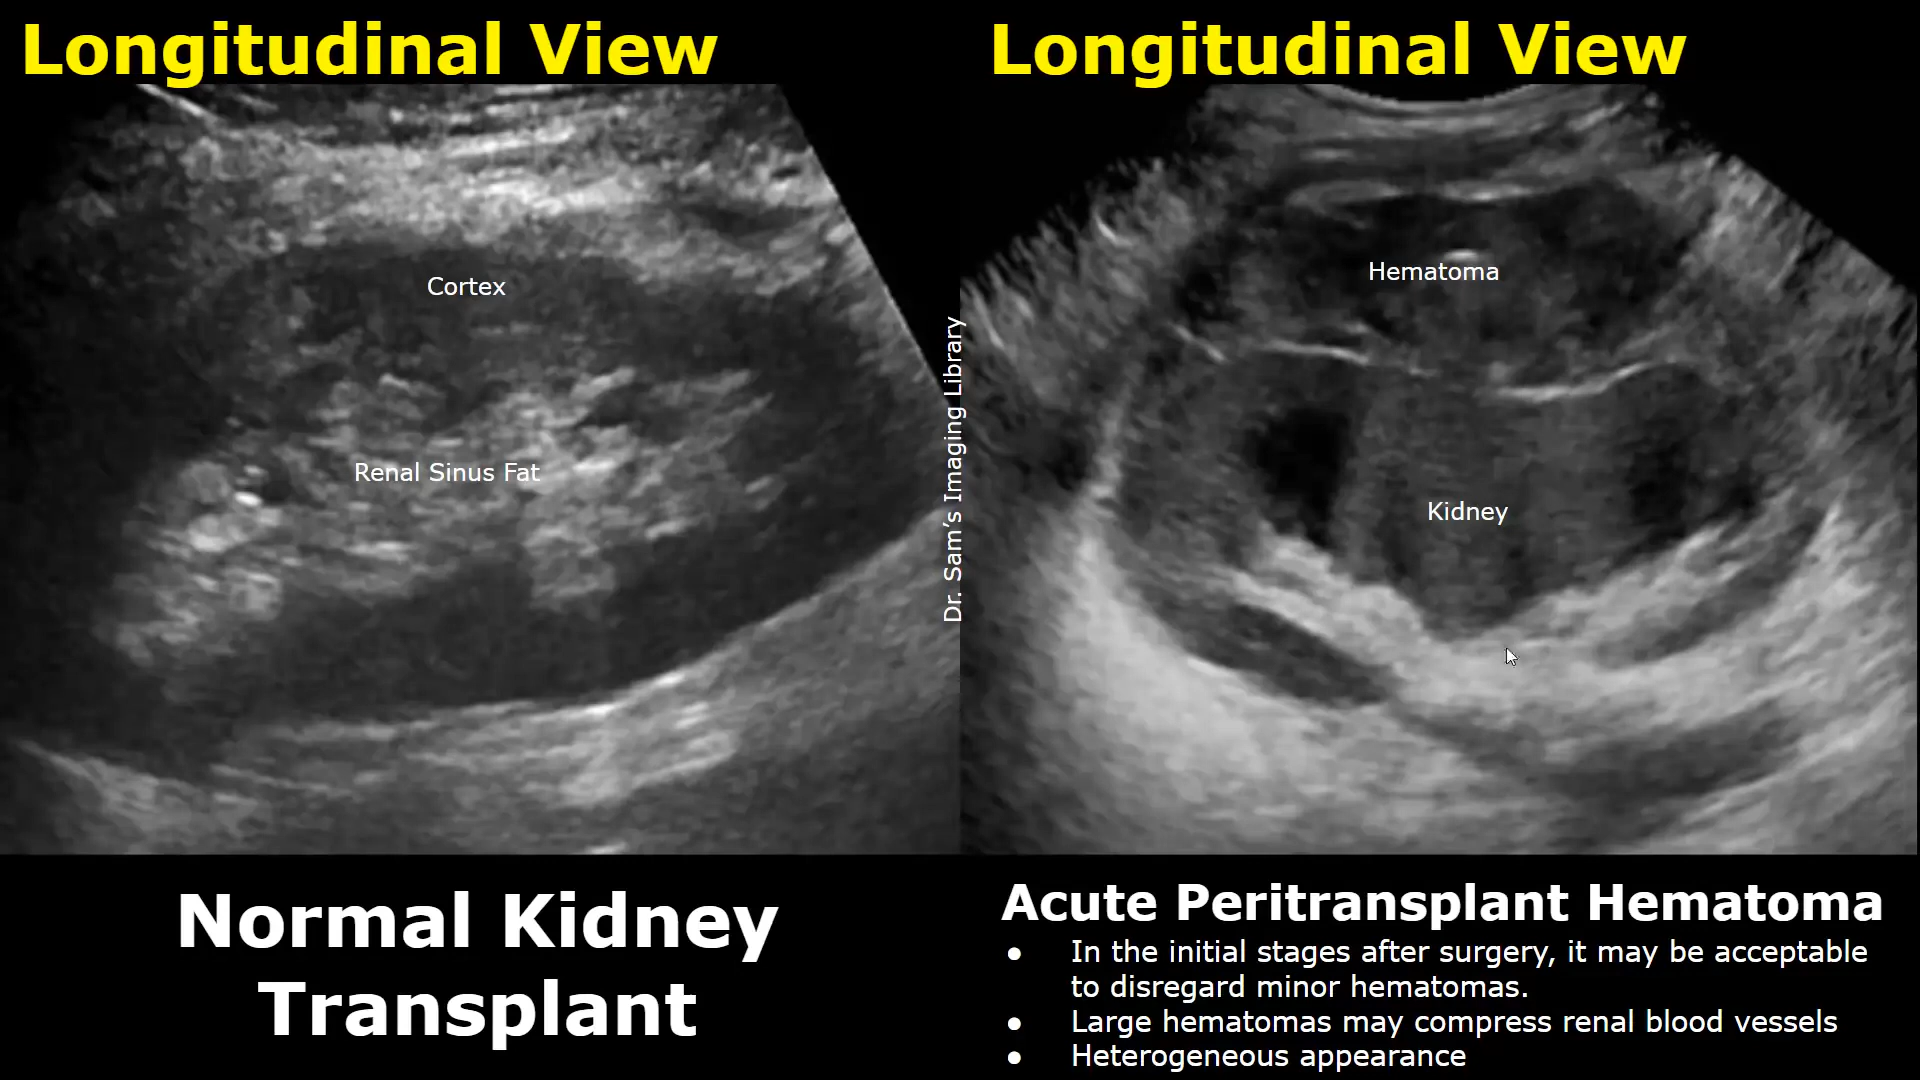 Longitudinal View
Cortex
Renal Sinus Fat
Normal Kidney
Transplant
Dr. Sam’s Imaging Library
Longitudinal View
Hematoma
Kidney
Acute Peritransplant Hematoma
● In the initial stages after surgery, it may be acceptable
to disregard minor hematomas.
● Large hematomas may compress renal blood vessels
● Heterogeneous appearance